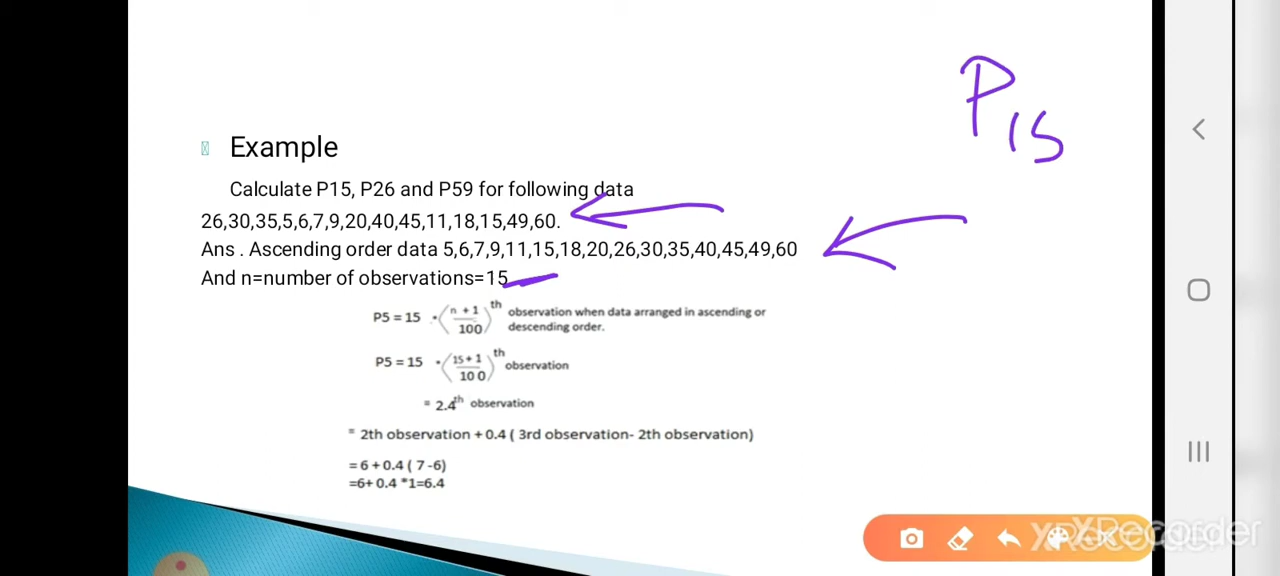 P15
Example
Calculate P15, P26 and P59 for following data
26,30,35,5,6,7,9,20,40,45,11,18,15,49,60.
Ans . Ascending order data 5,6,7,9,11,15,18,20,26,30,35,40,45,49,60
And n=number of observations=15
P5 = 15 * (n + 1 / 100)th observation when data arranged in ascending or
descending order.
P5 = 15 * (15 + 1 / 100)th observation
= 2.4th observation
= 2th observation + 0.4 ( 3rd observation- 2th observation)
= 6 + 0.4 ( 7 -6)
=6+ 0.4 *1=6.4
XRecorder